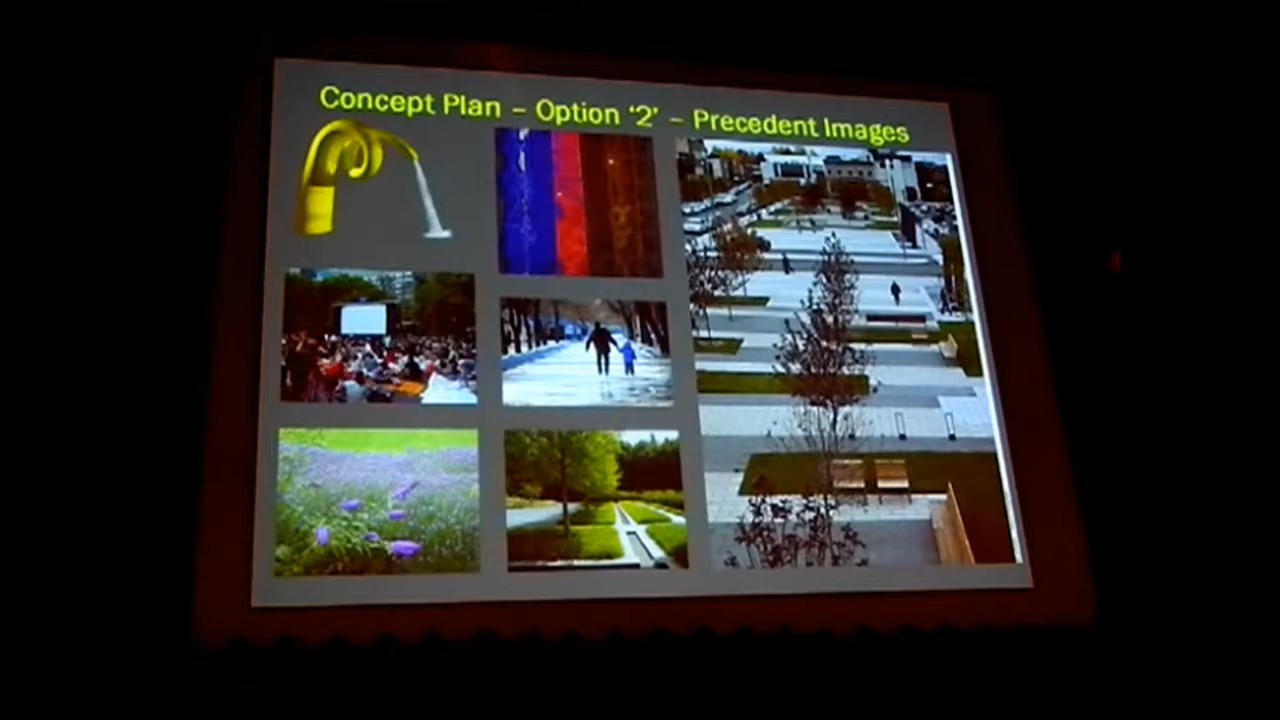 Concept Plan – Option ‘2’ – Precedent Images